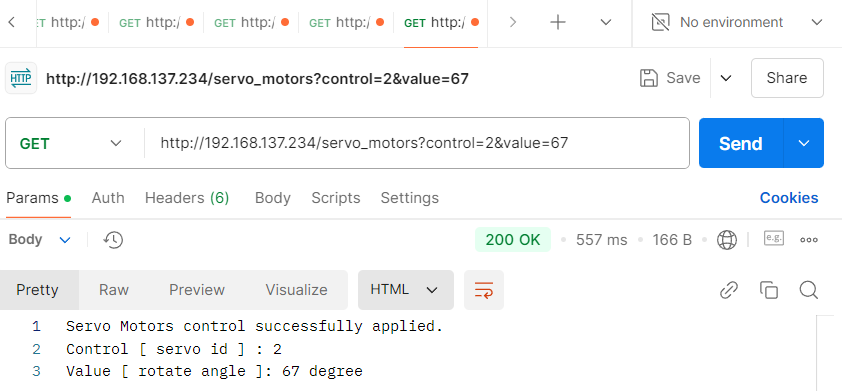 ET http:/ GET http:/ GET http:/ GET http:/ GET http:/ No environment
HTTP http://192.168.137.234/servo_motors?control=2&value=67 Save Share
GET http://192.168.137.234/servo_motors?control=2&value=67 Send
Params Auth Headers (6) Body Scripts Settings Cookies
Body 200 OK 557 ms 166 B e.g.
Pretty Raw Preview Visualize HTML
1 Servo Motors control successfully applied.
2 Control [ servo id ] : 2
3 Value [ rotate angle ]: 67 degree